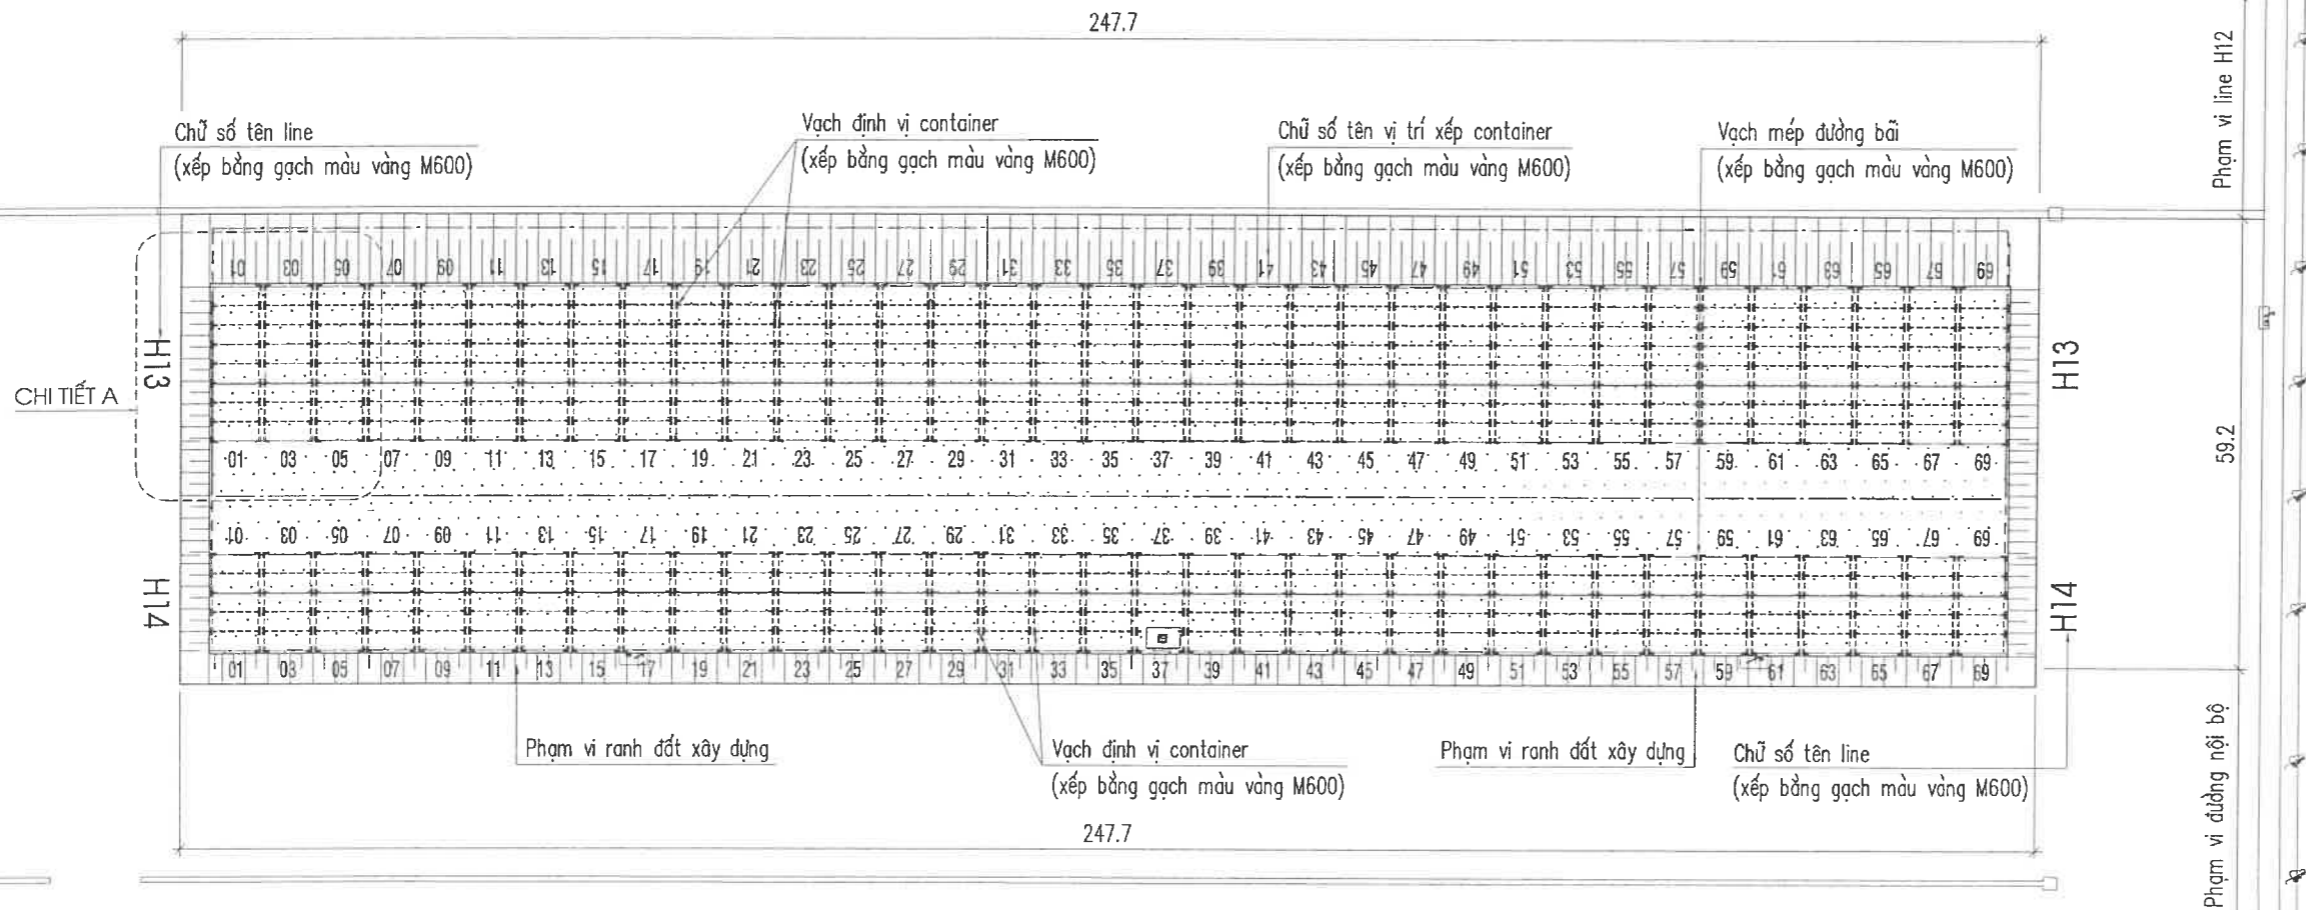 247.7
Phạm vi line H12
Chữ số tên line
(xếp bằng gạch màu vàng M600)
Vạch định vị container
(xếp bằng gạch màu vàng M600)
Chữ số tên vị trí xếp container
(xếp bằng gạch màu vàng M600)
Vạch mép đường bãi
(xếp bằng gạch màu vàng M600)
01 03 05 07 09 11 13 15 17 19 21 23 25 27 29 31 33 35 37 39 41 43 45 47 49 51 53 55 57 59 61 63 65 67 69
H13
H13
CHI TIẾT A
59.2
01 03 05 07 09 11 13 15 17 19 21 23 25 27 29 31 33 35 37 39 41 43 45 47 49 51 53 55 57 59 61 63 65 67 69
01 03 05 07 09 11 13 15 17 19 21 23 25 27 29 31 33 35 37 39 41 43 45 47 49 51 53 55 57 59 61 63 65 67 69
H14
H14
01 03 05 07 09 11 13 15 17 19 21 23 25 27 29 31 33 35 37 39 41 43 45 47 49 51 53 55 57 59 61 63 65 67 69
Phạm vi ranh đất xây dựng
Vạch định vị container
(xếp bằng gạch màu vàng M600)
Phạm vi ranh đất xây dựng
Chữ số tên line
(xếp bằng gạch màu vàng M600)
Phạm vi đường nội bộ
247.7